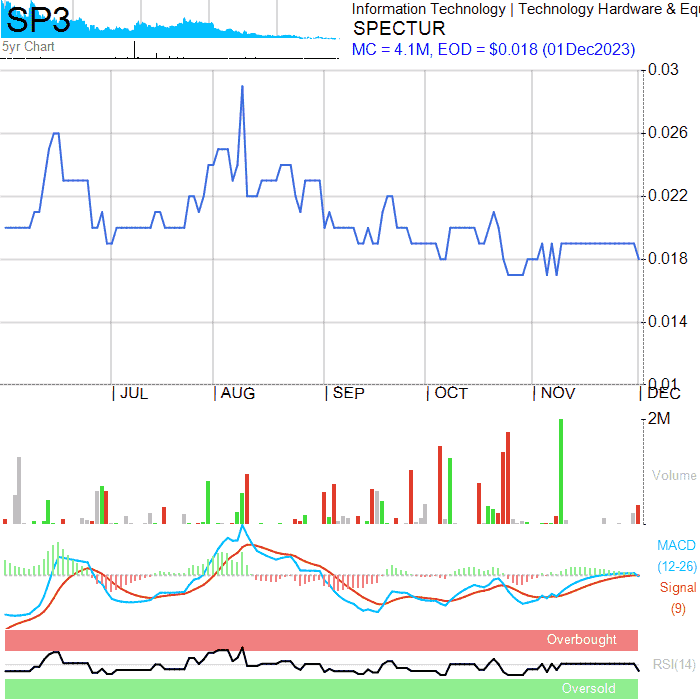 SP3
Information Technology | Technology Hardware &
SPECTUR
5yr Chart
MC = 4.1M, EOD = $0.018 (01Dec2023)
0.03
0.026
0.022
0.018
0.014
0.01
| JUL | AUG | SEP | OCT | NOV | DEC
2M
Volume
MACD
(12-26)
Signal
(9)
Overbought
RSI(14)
Oversold